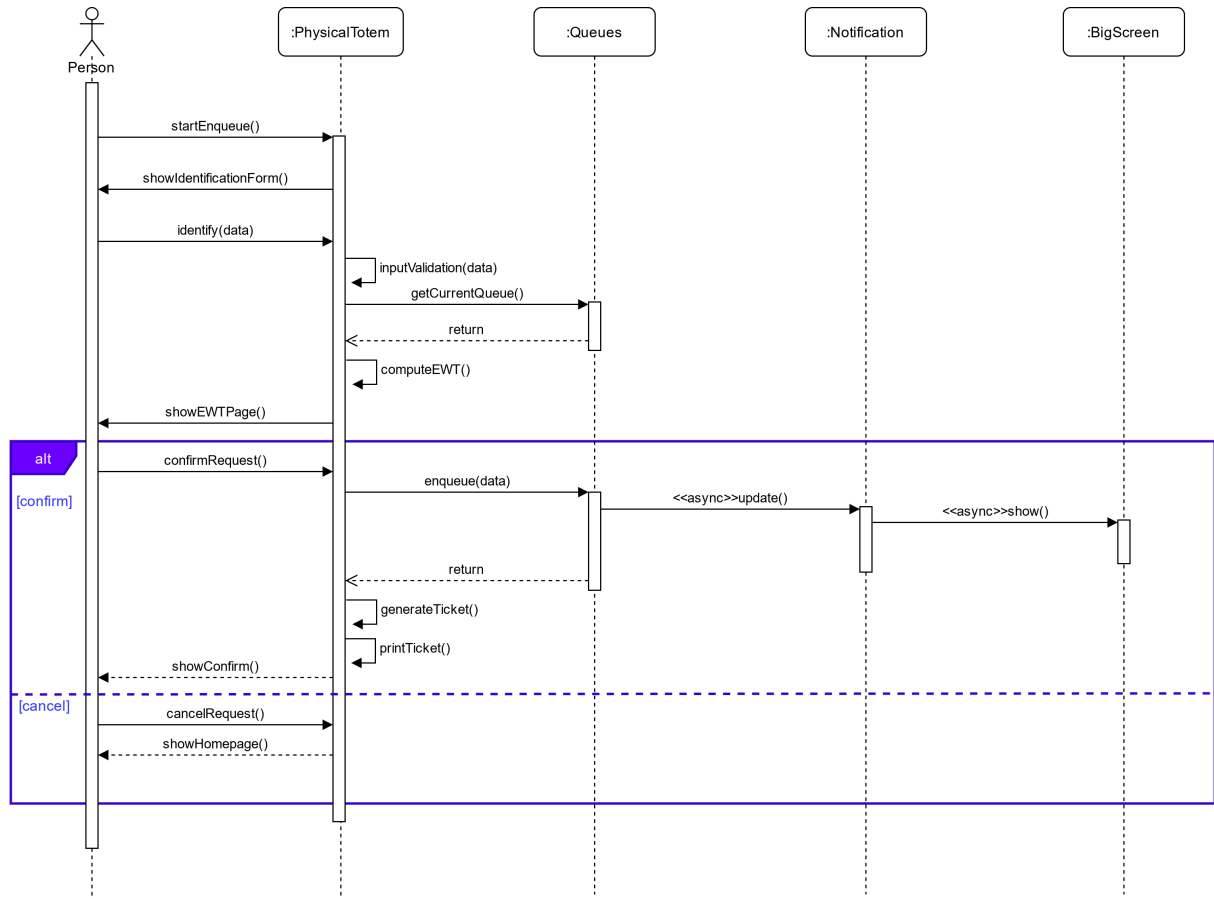 Person
:PhysicalTotem
:Queues
:Notification
:BigScreen
startEnqueue()
showIdentificationForm()
identify(data)
inputValidation(data)
getCurrentQueue()
return
computeEWT()
showEWTPage()
alt
confirmRequest()
[confirm]
enqueue(data)
<<async>>update()
<<async>>show()
return
generateTicket()
printTicket()
showConfirm()
[cancel]
cancelRequest()
showHomepage()